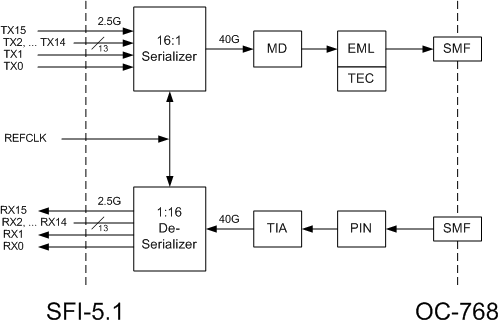 TX15
2.5G
TX2, ... TX14
13
TX1
TX0
16:1
Serializer
40G
MD
EML
TEC
SMF
REFCLK
RX15
2.5G
RX2, ... RX14
13
RX1
RX0
1:16
De-
Serializer
40G
TIA
PIN
SMF
SFI-5.1
OC-768